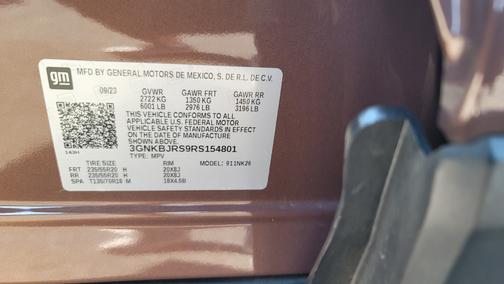 gm
MFD BY GENERAL MOTORS DE MEXICO, S. DE R.L. DE C.V.
09/23 GVWR GAWR FRT GAWR RR
2722 KG 1350 KG 1450 KG
6001 LB 2976 LB 3196 LB
THIS VEHICLE CONFORMS TO ALL
APPLICABLE U.S. FEDERAL MOTOR
VEHICLE SAFETY STANDARDS IN EFFECT
ON THE DATE OF MANUFACTURE
SHOWN ABOVE.
3GNKBJRS9RS154801
TYPE: MPV MODEL: 911NK26
TIRE SIZE RIM
FRT 235/55R20 H 20X8J
RR 235/55R20 H 20X8J
SPA T135/70R18 M 18X4.5B